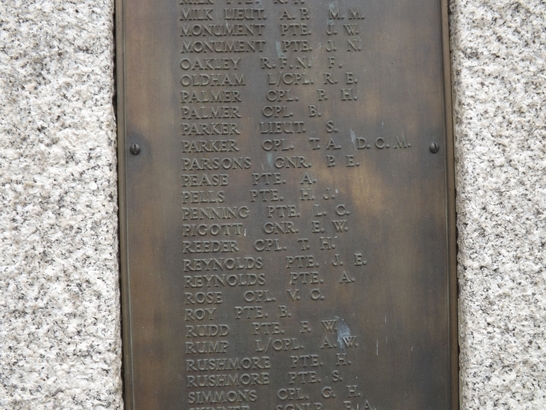 MILK LIEUT. A. P. M. M.
MONUMENT PTE. J. W.
MONUMENT PTE. J. N.
OAKLEY R.F.N. F.
OLDHAM L/CPL. R. E.
PALMER CPL. P. H.
PALMER CPL. B.
PARKER LIEUT. S.
PARKER CPL. T. A. D. C. M.
PARSONS GNR. P. E.
PEASE PTE. A.
PELLS PTE. H. J.
PENNING PTE. L. C.
PIGOTT GNR. E. W.
REEDER CPL. T. H.
REYNOLDS PTE. J. E.
REYNOLDS PTE. A.
ROSE CPL. V. C.
ROY PTE. B.
RUDD PTE. B. W.
RUMP L/CPL. A. W.
RUSHMORE PTE. H.
RUSHMORE PTE. S.
SIMMONS CPL. G. H.